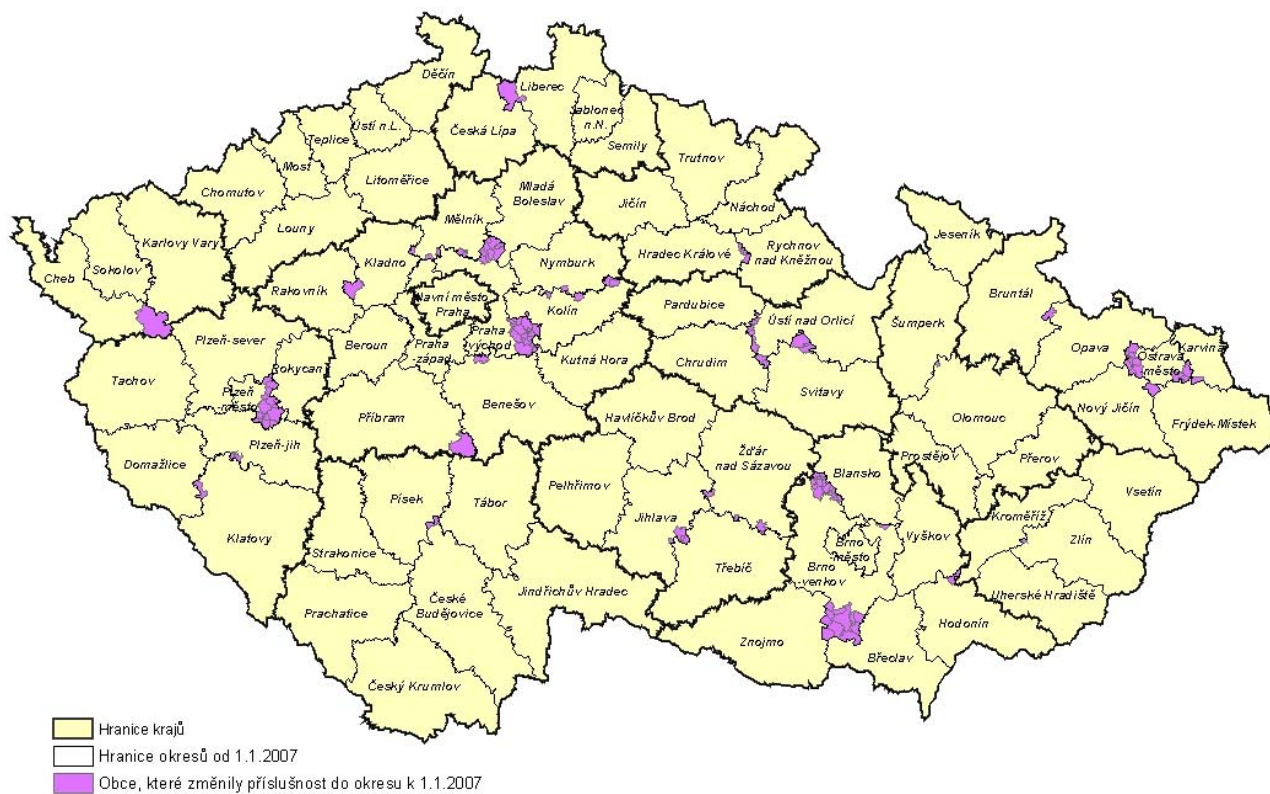 Děčín
Liberec
Jablonec
n.N.
Ústí n.L.
Česká Lípa
Semily
Teplice
Trutnov
Most
Litoměřice
Chomutov
Mladá
Boleslav
Jičín
Náchod
Louny
Mělník
Karlovy Vary
Jeseník
Cheb
Sokolov
Kladno
Nymburk
Hradec Králové
Rychnov
nad Kněžnou
Rakovník
Hlavní město
Praha
Bruntál
Pardubice
Kolín
Ústí nad Orlicí
Šumperk
Plzeň-sever
Beroun
Praha
-západ
Praha
východ
Opava
Karviná
Ostrava
město
Tachov
Rokycany
Chrudim
Kutná Hora
Plzeň
město
Svitavy
Benešov
Nový Jičín
Příbram
Havlíčkův Brod
Olomouc
Frýdek-Místek
Plzeň-jih
Domažlice
Žďár
nad Sázavou
Blansko
Prostějov
Přerov
Vsetín
Písek
Tábor
Pelhřimov
Jihlava
Kroměříž
Klatovy
Strakonice
Brno
město
Vyškov
Zlín
Třebíč
Brno
-venkov
Jindřichův Hradec
Uherské Hradiště
Prachatice
České
Budějovice
Hodonín
Znojmo
Břeclav
Český Krumlov
Hranice krajů
Hranice okresů od 1.1.2007
Obce, které změnily příslušnost do okresu k 1.1.2007